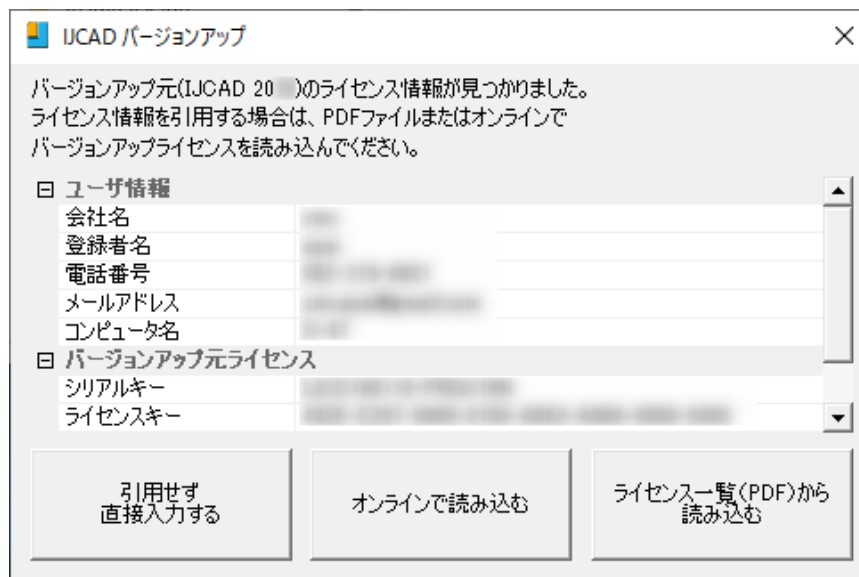 IJCAD バージョンアップ
バージョンアップ元(IJCAD 20 )のライセンス情報が見つかりました。
ライセンス情報を引用する場合は、PDFファイルまたはオンラインで
バージョンアップライセンスを読み込んでください。
ユーザ情報
会社名
登録者名
電話番号
メールアドレス
コンピュータ名
バージョンアップ元ライセンス
シリアルキー
ライセンスキー
引用せず
直接入力する
オンラインで読み込む
ライセンス一覧(PDF)から
読み込む